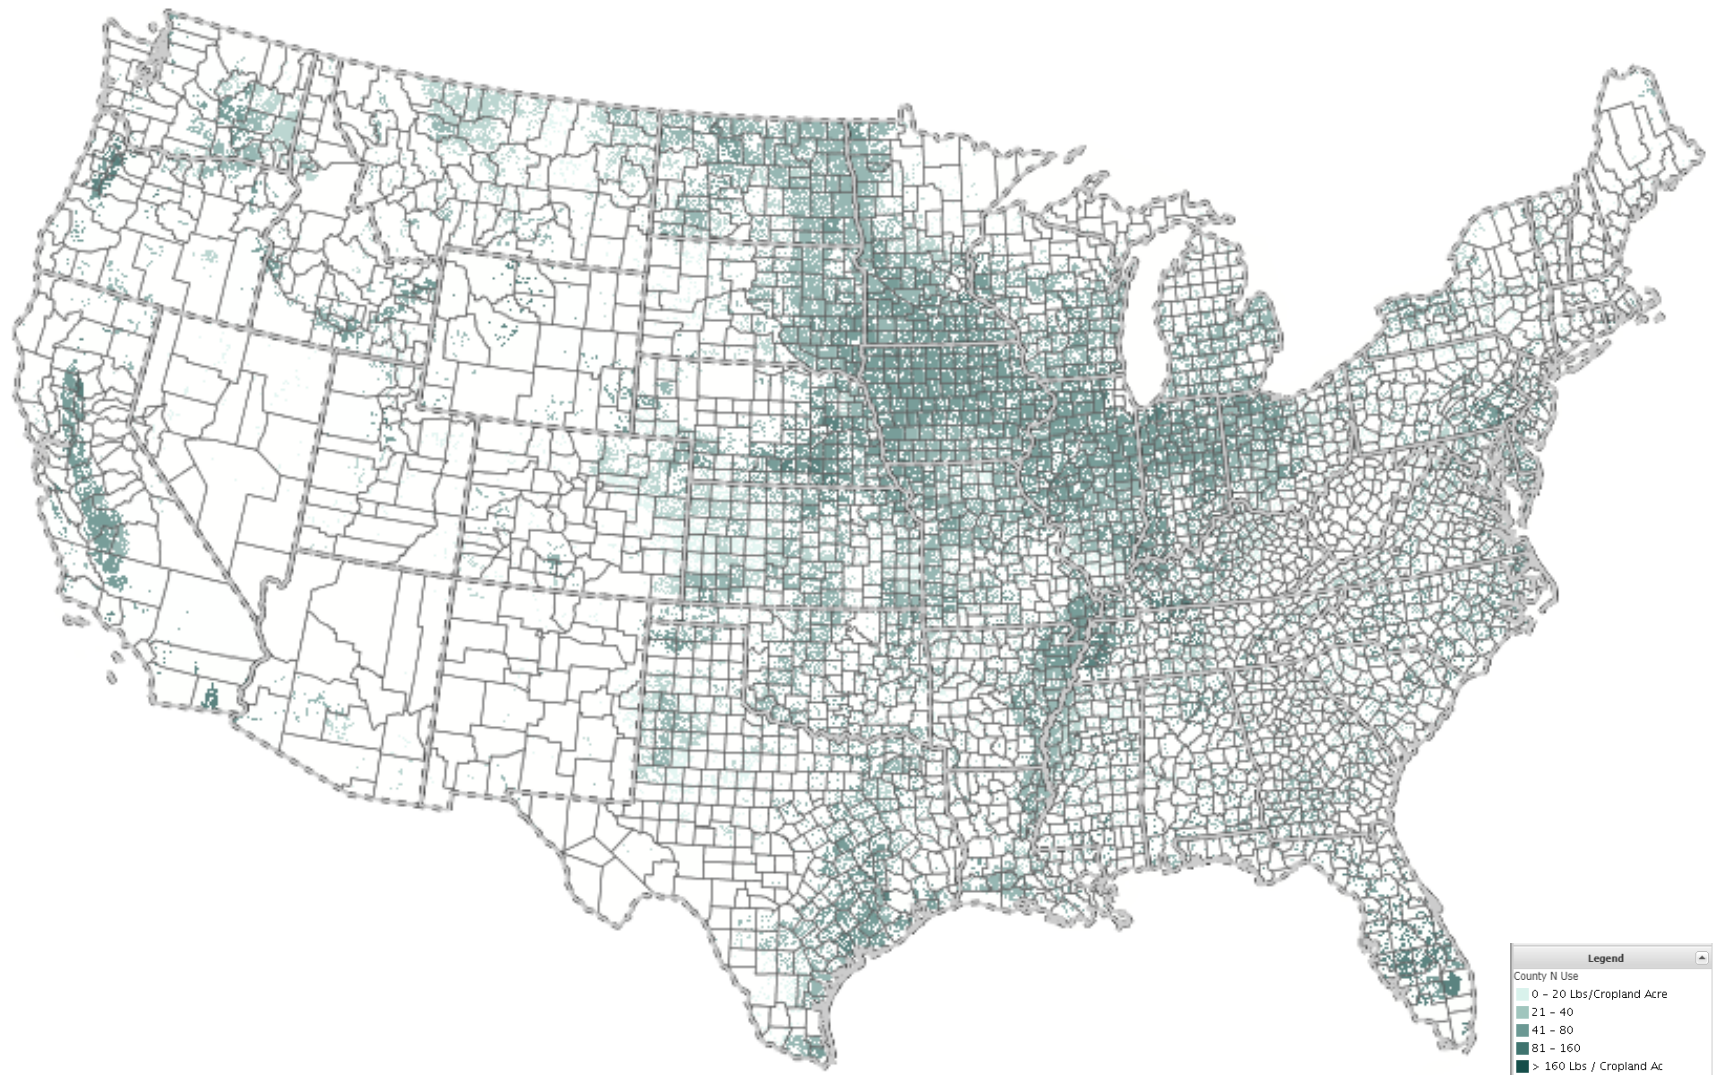 Legend
County N Use
0 - 20 Lbs/Cropland Acre
21 - 40
41 - 80
81 - 160
> 160 Lbs / Cropland Ac